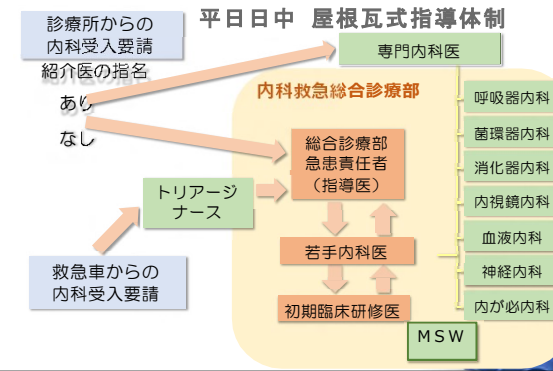 平日日中 屋根瓦式指導体制
診療所からの
内科受入要請
紹介医の指名
あり
なし
専門内科医
内科救急総合診療部
総合診療部
急患責任者
（指導医）
トリアージ
ナース
若手内科医
救急車からの
内科受入要請
初期臨床研修医
MSW
呼吸器内科
菌環器内科
消化器内科
内視鏡内科
血液内科
神経内科
内が必内科